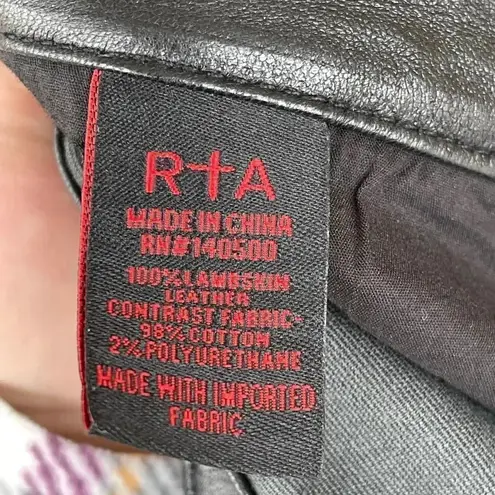 R†A
MADE IN CHINA
RN#140500
100% LAMBSKIN
LEATHER
CONTRAST FABRIC-
98% COTTON
2% POLYURETHANE
MADE WITH IMPORTED
FABRIC